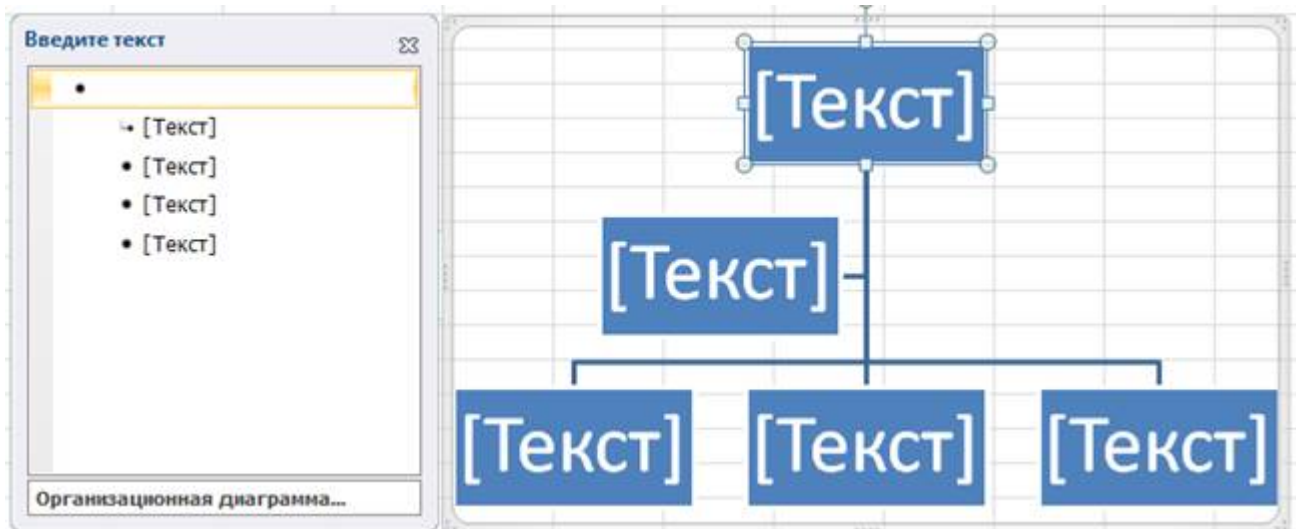 Введите текст
[Текст]
[Текст]
[Текст]
[Текст]
Организационная диаграмма...
[Текст]
[Текст]
[Текст] [Текст] [Текст]